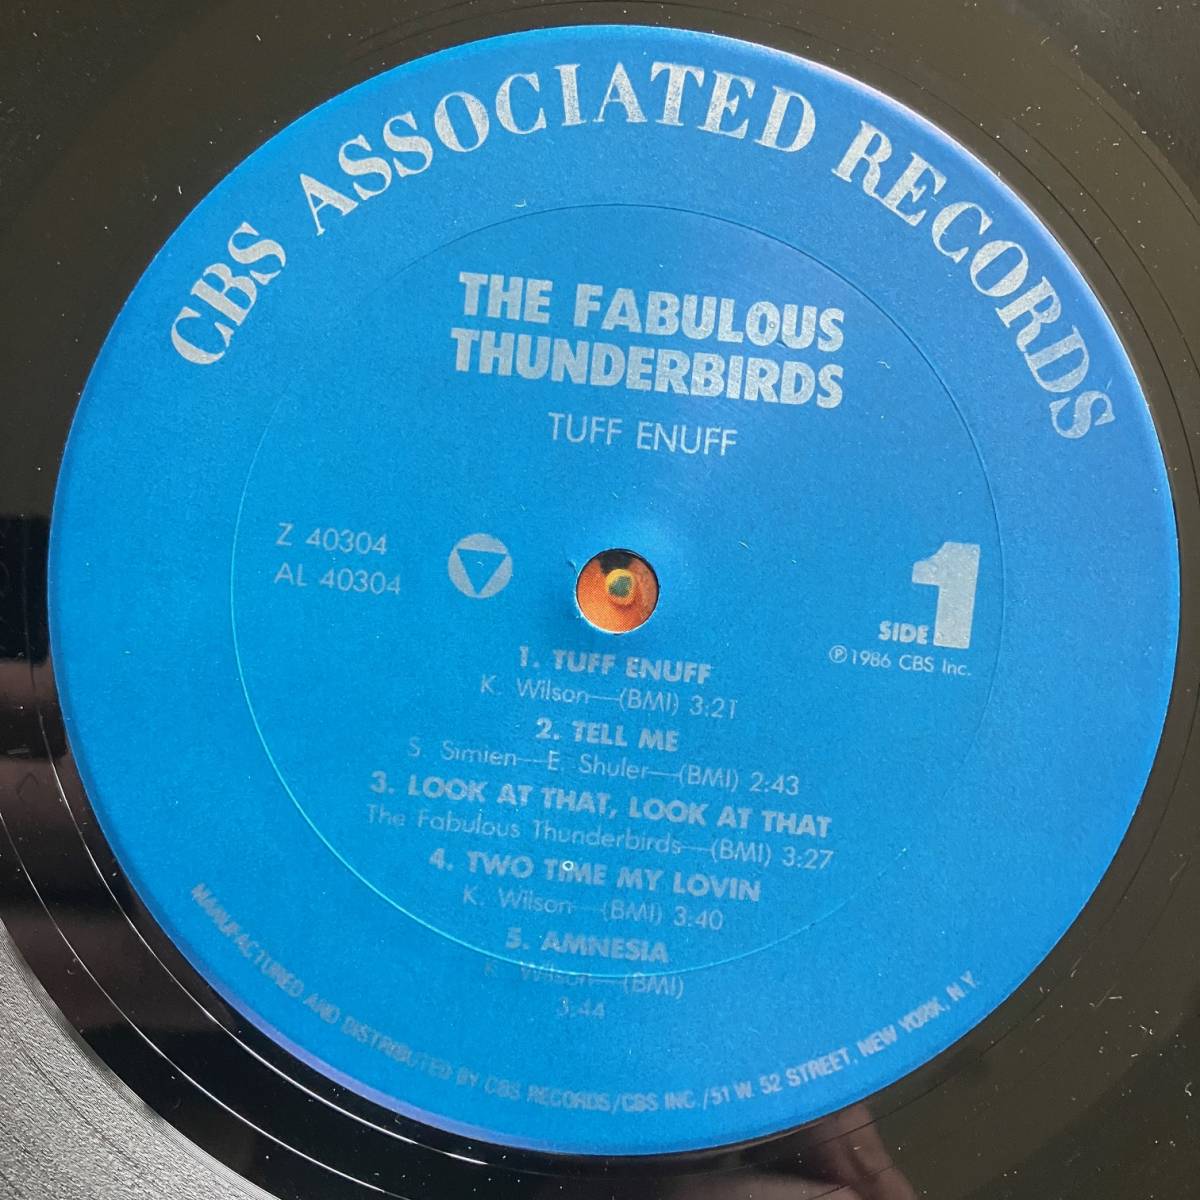 CBS ASSOCIATED RECORDS
THE FABULOUS
THUNDERBIRDS
TUFF ENUFF
Z 40304
AL 40304
SIDE 1
℗ 1986 CBS Inc.
1. TUFF ENUFF
K. Wilson—(BMI) 3:21
2. TELL ME
S. Simien—E. Shuler—(BMI) 2:43
3. LOOK AT THAT, LOOK AT THAT
The Fabulous Thunderbirds—(BMI) 3:27
4. TWO TIME MY LOVIN
K. Wilson—(BMI) 3:40
5. AMNESIA
K. Wilson—(BMI)
3:44
MANUFACTURED AND DISTRIBUTED BY CBS RECORDS/CBS INC./51 W. 52 STREET, NEW YORK, N.Y.